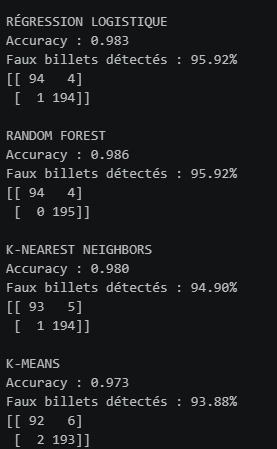 RÉGRESSION LOGISTIQUE
Accuracy : 0.983
Faux billets détectés : 95.92%
[[ 94   4]
 [  1 194]]
RANDOM FOREST
Accuracy : 0.986
Faux billets détectés : 95.92%
[[ 94   4]
 [  0 195]]
K-NEAREST NEIGHBORS
Accuracy : 0.980
Faux billets détectés : 94.90%
[[ 93   5]
 [  1 194]]
K-MEANS
Accuracy : 0.973
Faux billets détectés : 93.88%
[[ 92   6]
 [  2 193]]